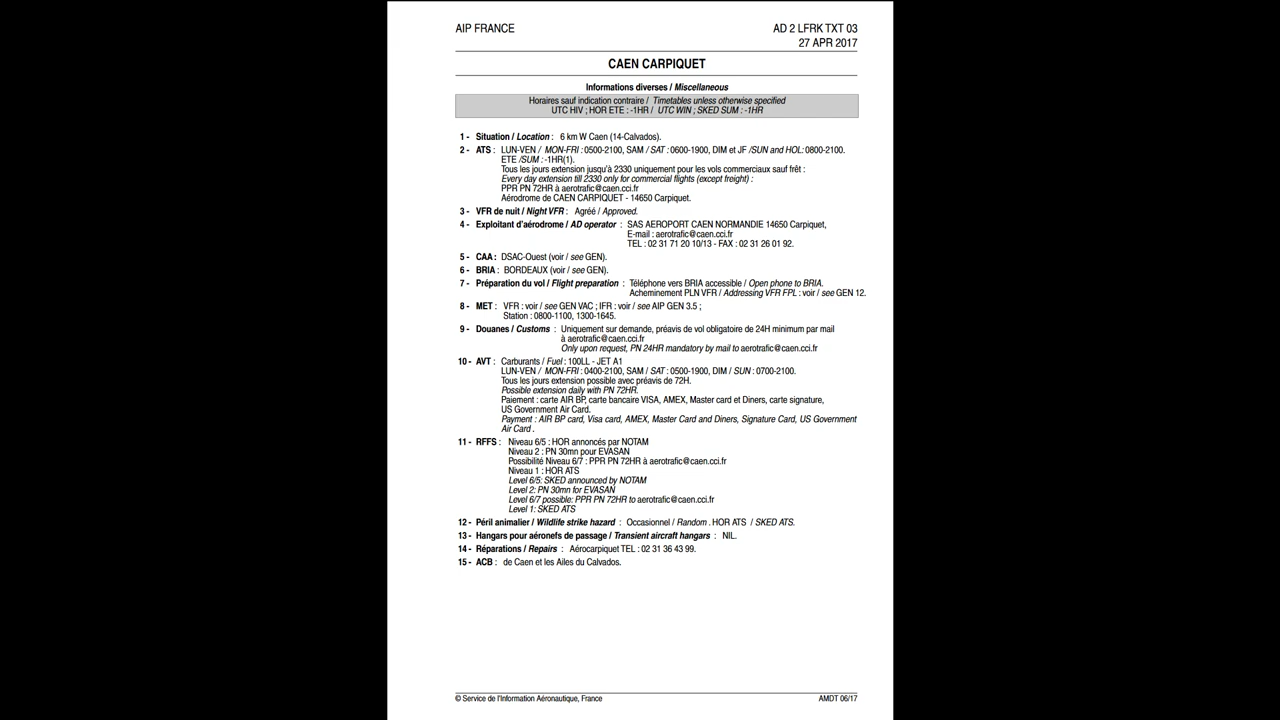 AIP FRANCE
AD 2 LFRK TXT 03
27 APR 2017
CAEN CARPIQUET
Informations diverses / Miscellaneous
Horaires sauf indication contraire / Timetables unless otherwise specified
UTC HIV ; HOR ETE : -1HR / UTC WIN ; SKED SUM : -1HR
1 - Situation / Location : 6 km W Caen (14-Calvados).
2 - ATS : LUN-VEN / MON-FRI : 0500-2100, SAM / SAT : 0600-1900, DIM et JF /SUN and HOL: 0800-2100.
ETE /SUM : -1HR(1).
Tous les jours extension jusqu'à 2330 uniquement pour les vols commerciaux sauf frêt :
Every day extension till 2330 only for commercial flights (except freight) :
PPR PN 72HR à aerotrafic@caen.cci.fr
Aérodrome de CAEN CARPIQUET - 14650 Carpiquet.
3 - VFR de nuit / Night VFR : Agréé / Approved.
4 - Exploitant d'aérodrome / AD operator : SAS AEROPORT CAEN NORMANDIE 14650 Carpiquet,
E-mail : aerotrafic@caen.cci.fr
TEL : 02 31 71 20 10/13 - FAX : 02 31 26 01 92.
5 - CAA : DSAC-Ouest (voir / see GEN).
6 - BRIA : BORDEAUX (voir / see GEN).
7 - Préparation du vol / Flight preparation : Téléphone vers BRIA accessible / Open phone to BRIA.
Acheminement PLN VFR / Addressing VFR FPL : voir / see GEN 12.
8 - MET : VFR : voir / see GEN VAC ; IFR : voir / see AIP GEN 3.5 ;
Station : 0800-1100, 1300-1645.
9 - Douanes / Customs : Uniquement sur demande, préavis de vol obligatoire de 24H minimum par mail
à aerotrafic@caen.cci.fr
Only upon request, PN 24HR mandatory by mail to aerotrafic@caen.cci.fr
10 - AVT : Carburants / Fuel : 100LL - JET A1
LUN-VEN / MON-FRI : 0400-2100, SAM / SAT : 0500-1900, DIM / SUN : 0700-2100.
Tous les jours extension possible avec préavis de 72H.
Possible extension daily with PN 72HR.
Paiement : carte AIR BP, carte bancaire VISA, AMEX, Master card et Diners, carte signature,
US Government Air Card.
Payment : AIR BP card, Visa card, AMEX, Master Card and Diners, Signature Card, US Government
Air Card .
11 - RFFS : Niveau 6/5 : HOR annoncés par NOTAM
Niveau 2 : PN 30mn pour EVASAN
Possibilité Niveau 6/7 : PPR PN 72HR à aerotrafic@caen.cci.fr
Niveau 1 : HOR ATS
Level 6/5: SKED announced by NOTAM
Level 2: PN 30mn for EVASAN
Level 6/7 possible: PPR PN 72HR to aerotrafic@caen.cci.fr
Level 1: SKED ATS
12 - Péril animalier / Wildlife strike hazard : Occasionnel / Random . HOR ATS / SKED ATS.
13 - Hangars pour aéronefs de passage / Transient aircraft hangars : NIL.
14 - Réparations / Repairs : Aérocarpiquet TEL : 02 31 36 43 99.
15 - ACB : de Caen et les Ailes du Calvados.
© Service de l'Information Aéronautique, France
AMDT 06/17